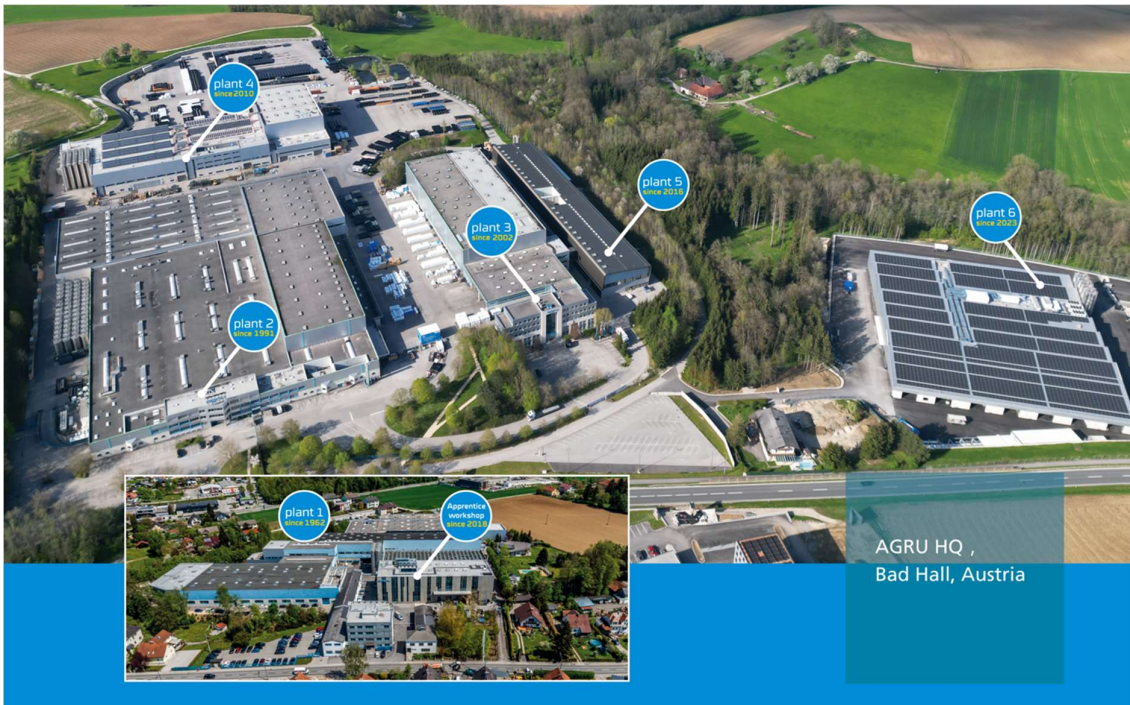 plant 4
since 2010
plant 5
since 2016
plant 6
since 2023
plant 3
since 2002
plant 2
since 1991
plant 1
since 1962
Apprentice
workshop
since 2018
AGRU HQ ,
Bad Hall, Austria